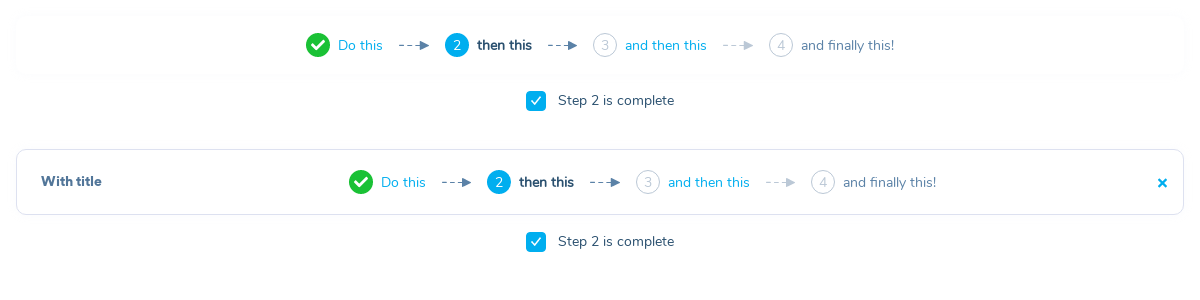 Do this 2 then this 3 and then this 4 and finally this!
Step 2 is complete
With title Do this 2 then this 3 and then this 4 and finally this!
Step 2 is complete